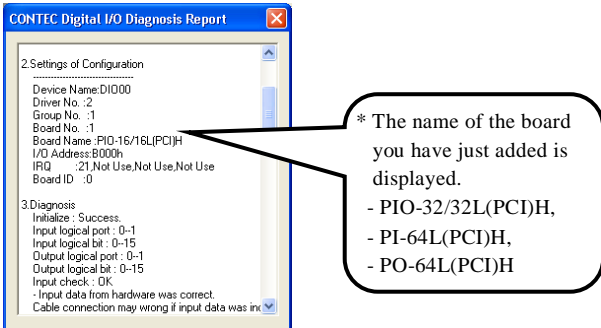 CONTEC Digital I/O Diagnosis Report
2.Settings of Configuration
--------------------------------
Device Name:DIO00
Driver No. :2
Group No. :1
Board No. :1
Board Name :PIO-16/16L(PCI)H
I/O Address:B000h
IRQ :21,Not Use,Not Use,Not Use
Board ID :0
3.Diagnosis
Initialize : Success.
Input logical port : 0--1
Input logical bit : 0--15
Output logical port : 0--1
Output logical bit : 0--15
Input check : OK
- Input data from hardware was correct.
Cable connection may wrong if input data was inc
* The name of the board
you have just added is
displayed.
- PIO-32/32L(PCI)H,
- PI-64L(PCI)H,
- PO-64L(PCI)H